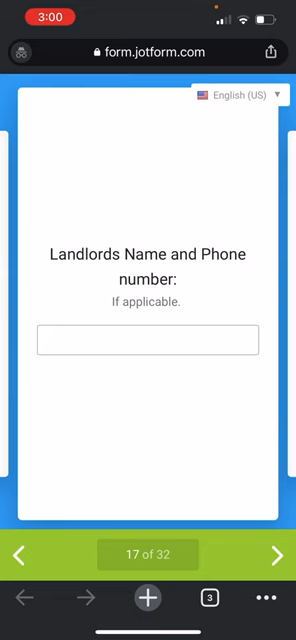 3:00
form.jotform.com
English (US)
Landlords Name and Phone
number:
If applicable.
17 of 32
3